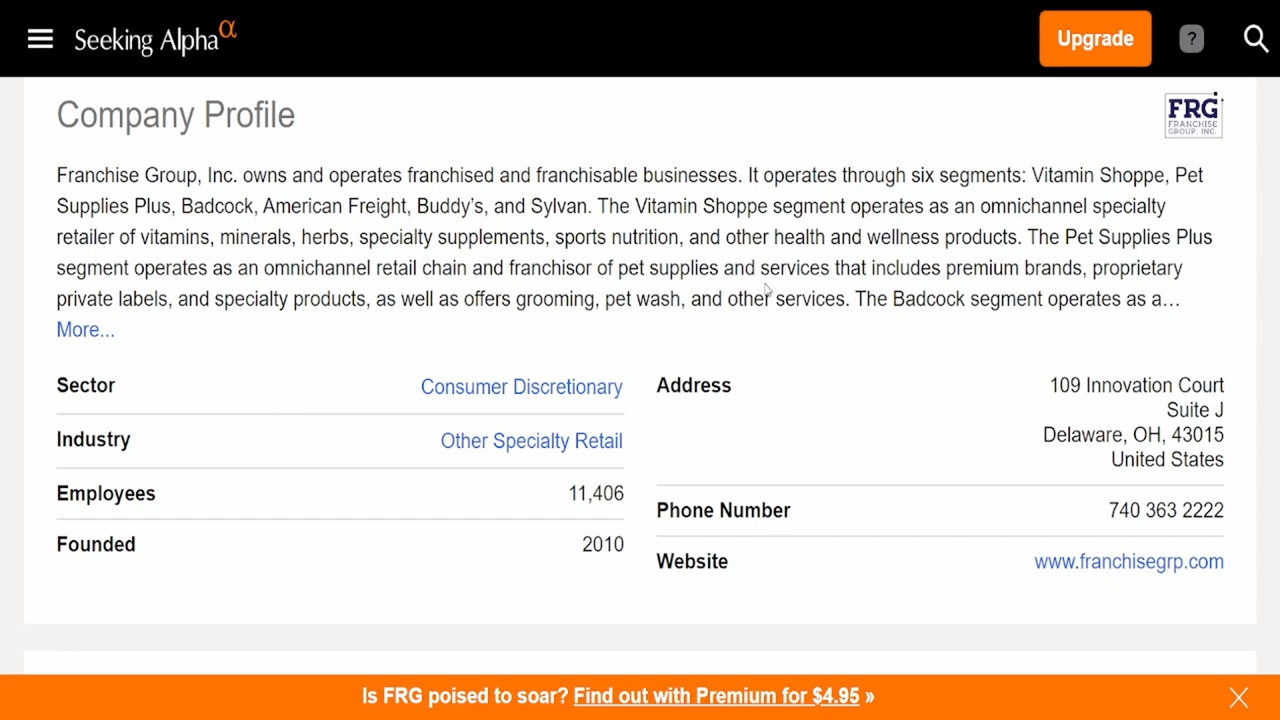 Seeking Alpha α
Upgrade
?
Company Profile
FRG
FRANCHISE
GROUP, INC.
Franchise Group, Inc. owns and operates franchised and franchisable businesses. It operates through six segments: Vitamin Shoppe, Pet
Supplies Plus, Badcock, American Freight, Buddy's, and Sylvan. The Vitamin Shoppe segment operates as an omnichannel specialty
retailer of vitamins, minerals, herbs, specialty supplements, sports nutrition, and other health and wellness products. The Pet Supplies Plus
segment operates as an omnichannel retail chain and franchisor of pet supplies and services that includes premium brands, proprietary
private labels, and specialty products, as well as offers grooming, pet wash, and other services. The Badcock segment operates as a…
More...
Sector
Consumer Discretionary
Industry
Other Specialty Retail
Employees
11,406
Founded
2010
Address
109 Innovation Court
Suite J
Delaware, OH, 43015
United States
Phone Number
740 363 2222
Website
www.franchisegrp.com
Is FRG poised to soar? Find out with Premium for $4.95 »